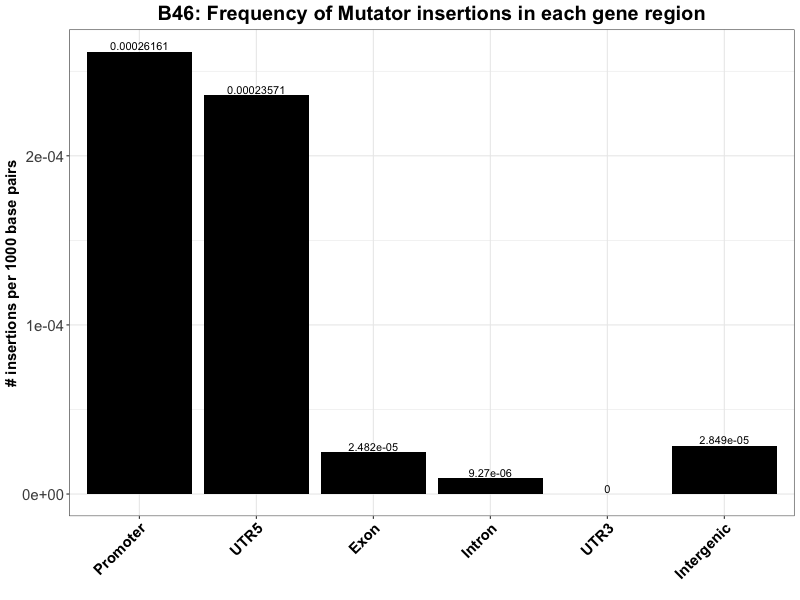 B46: Frequency of Mutator insertions in each gene region
# insertions per 1000 base pairs
2e-04
1e-04
0e+00
0.00026161
0.00023571
2.482e-05
9.27e-06
0
2.849e-05
Promoter
UTR5
Exon
Intron
UTR3
Intergenic